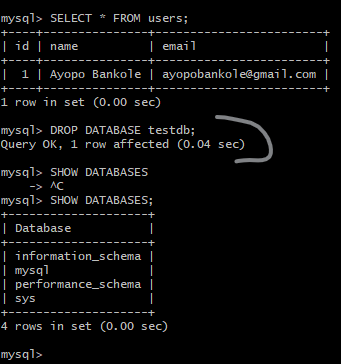 mysql> SELECT * FROM users;
+----+---------------+------------------------+
| id | name          | email                  |
+----+---------------+------------------------+
|  1 | Ayopo Bankole | ayopobankole@gmail.com |
+----+---------------+------------------------+
1 row in set (0.00 sec)
mysql> DROP DATABASE testdb;
Query OK, 1 row affected (0.04 sec)
mysql> SHOW DATABASES
    -> ^C
mysql> SHOW DATABASES;
+--------------------+
| Database           |
+--------------------+
| information_schema |
| mysql              |
| performance_schema |
| sys                |
+--------------------+
4 rows in set (0.00 sec)
mysql>